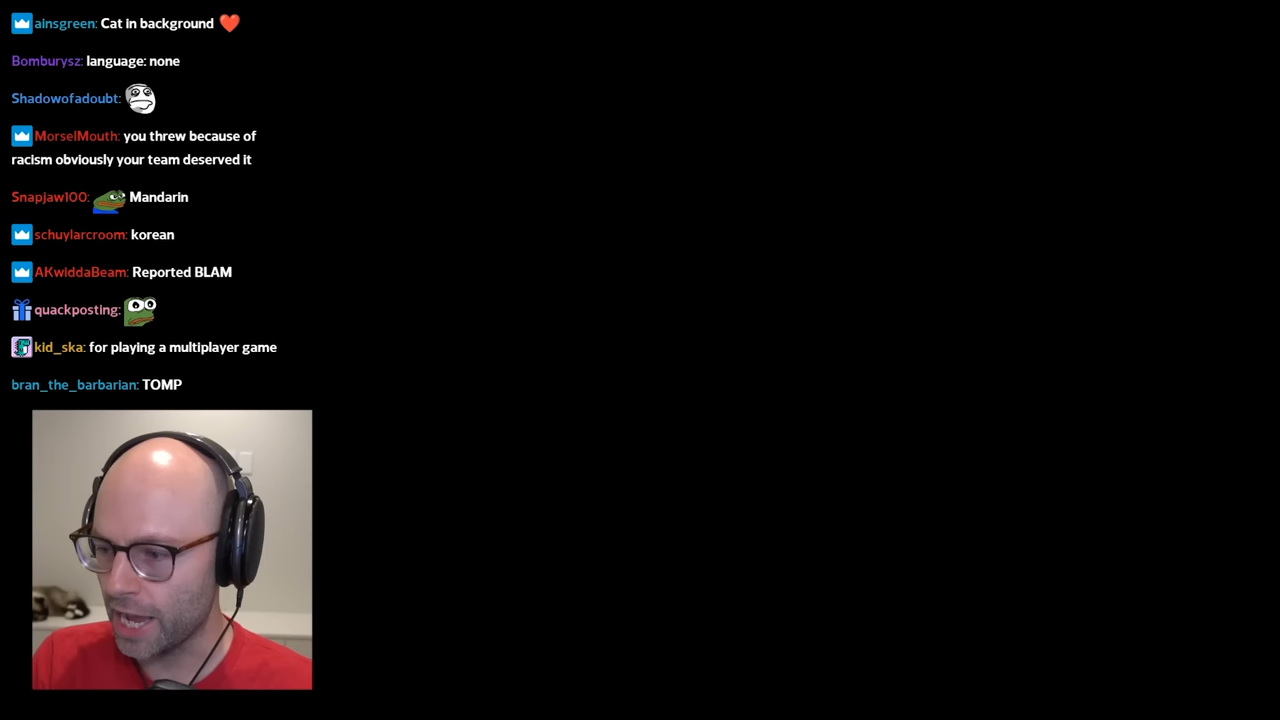 ainsgreen: Cat in background
Bomburysz: language: none
Shadowofadoubt:
MorselMouth: you threw because of
racism obviously your team deserved it
Snapjaw100: Mandarin
schuylarcroom: korean
AKwiddaBeam: Reported BLAM
quackposting:
kid_ska: for playing a multiplayer game
bran_the_barbarian: TOMP